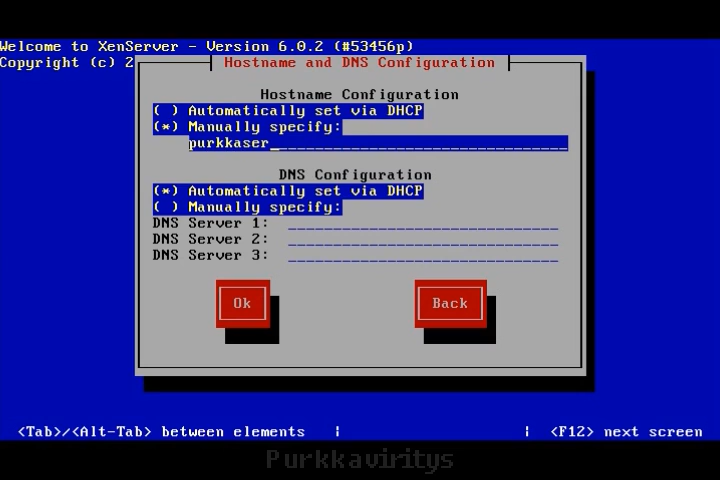 Welcome to XenServer - Version 6.0.2 (#53456p)
Copyright (c) 2
Hostname and DNS Configuration
Hostname Configuration
( ) Automatically set via DHCP
(*) Manually specify:
purkkaser_
DNS Configuration
(*) Automatically set via DHCP
( ) Manually specify:
DNS Server 1:
DNS Server 2:
DNS Server 3:
Ok Back
<Tab>/<Alt-Tab> between elements | | <F12> next screen
Purkkaviritys